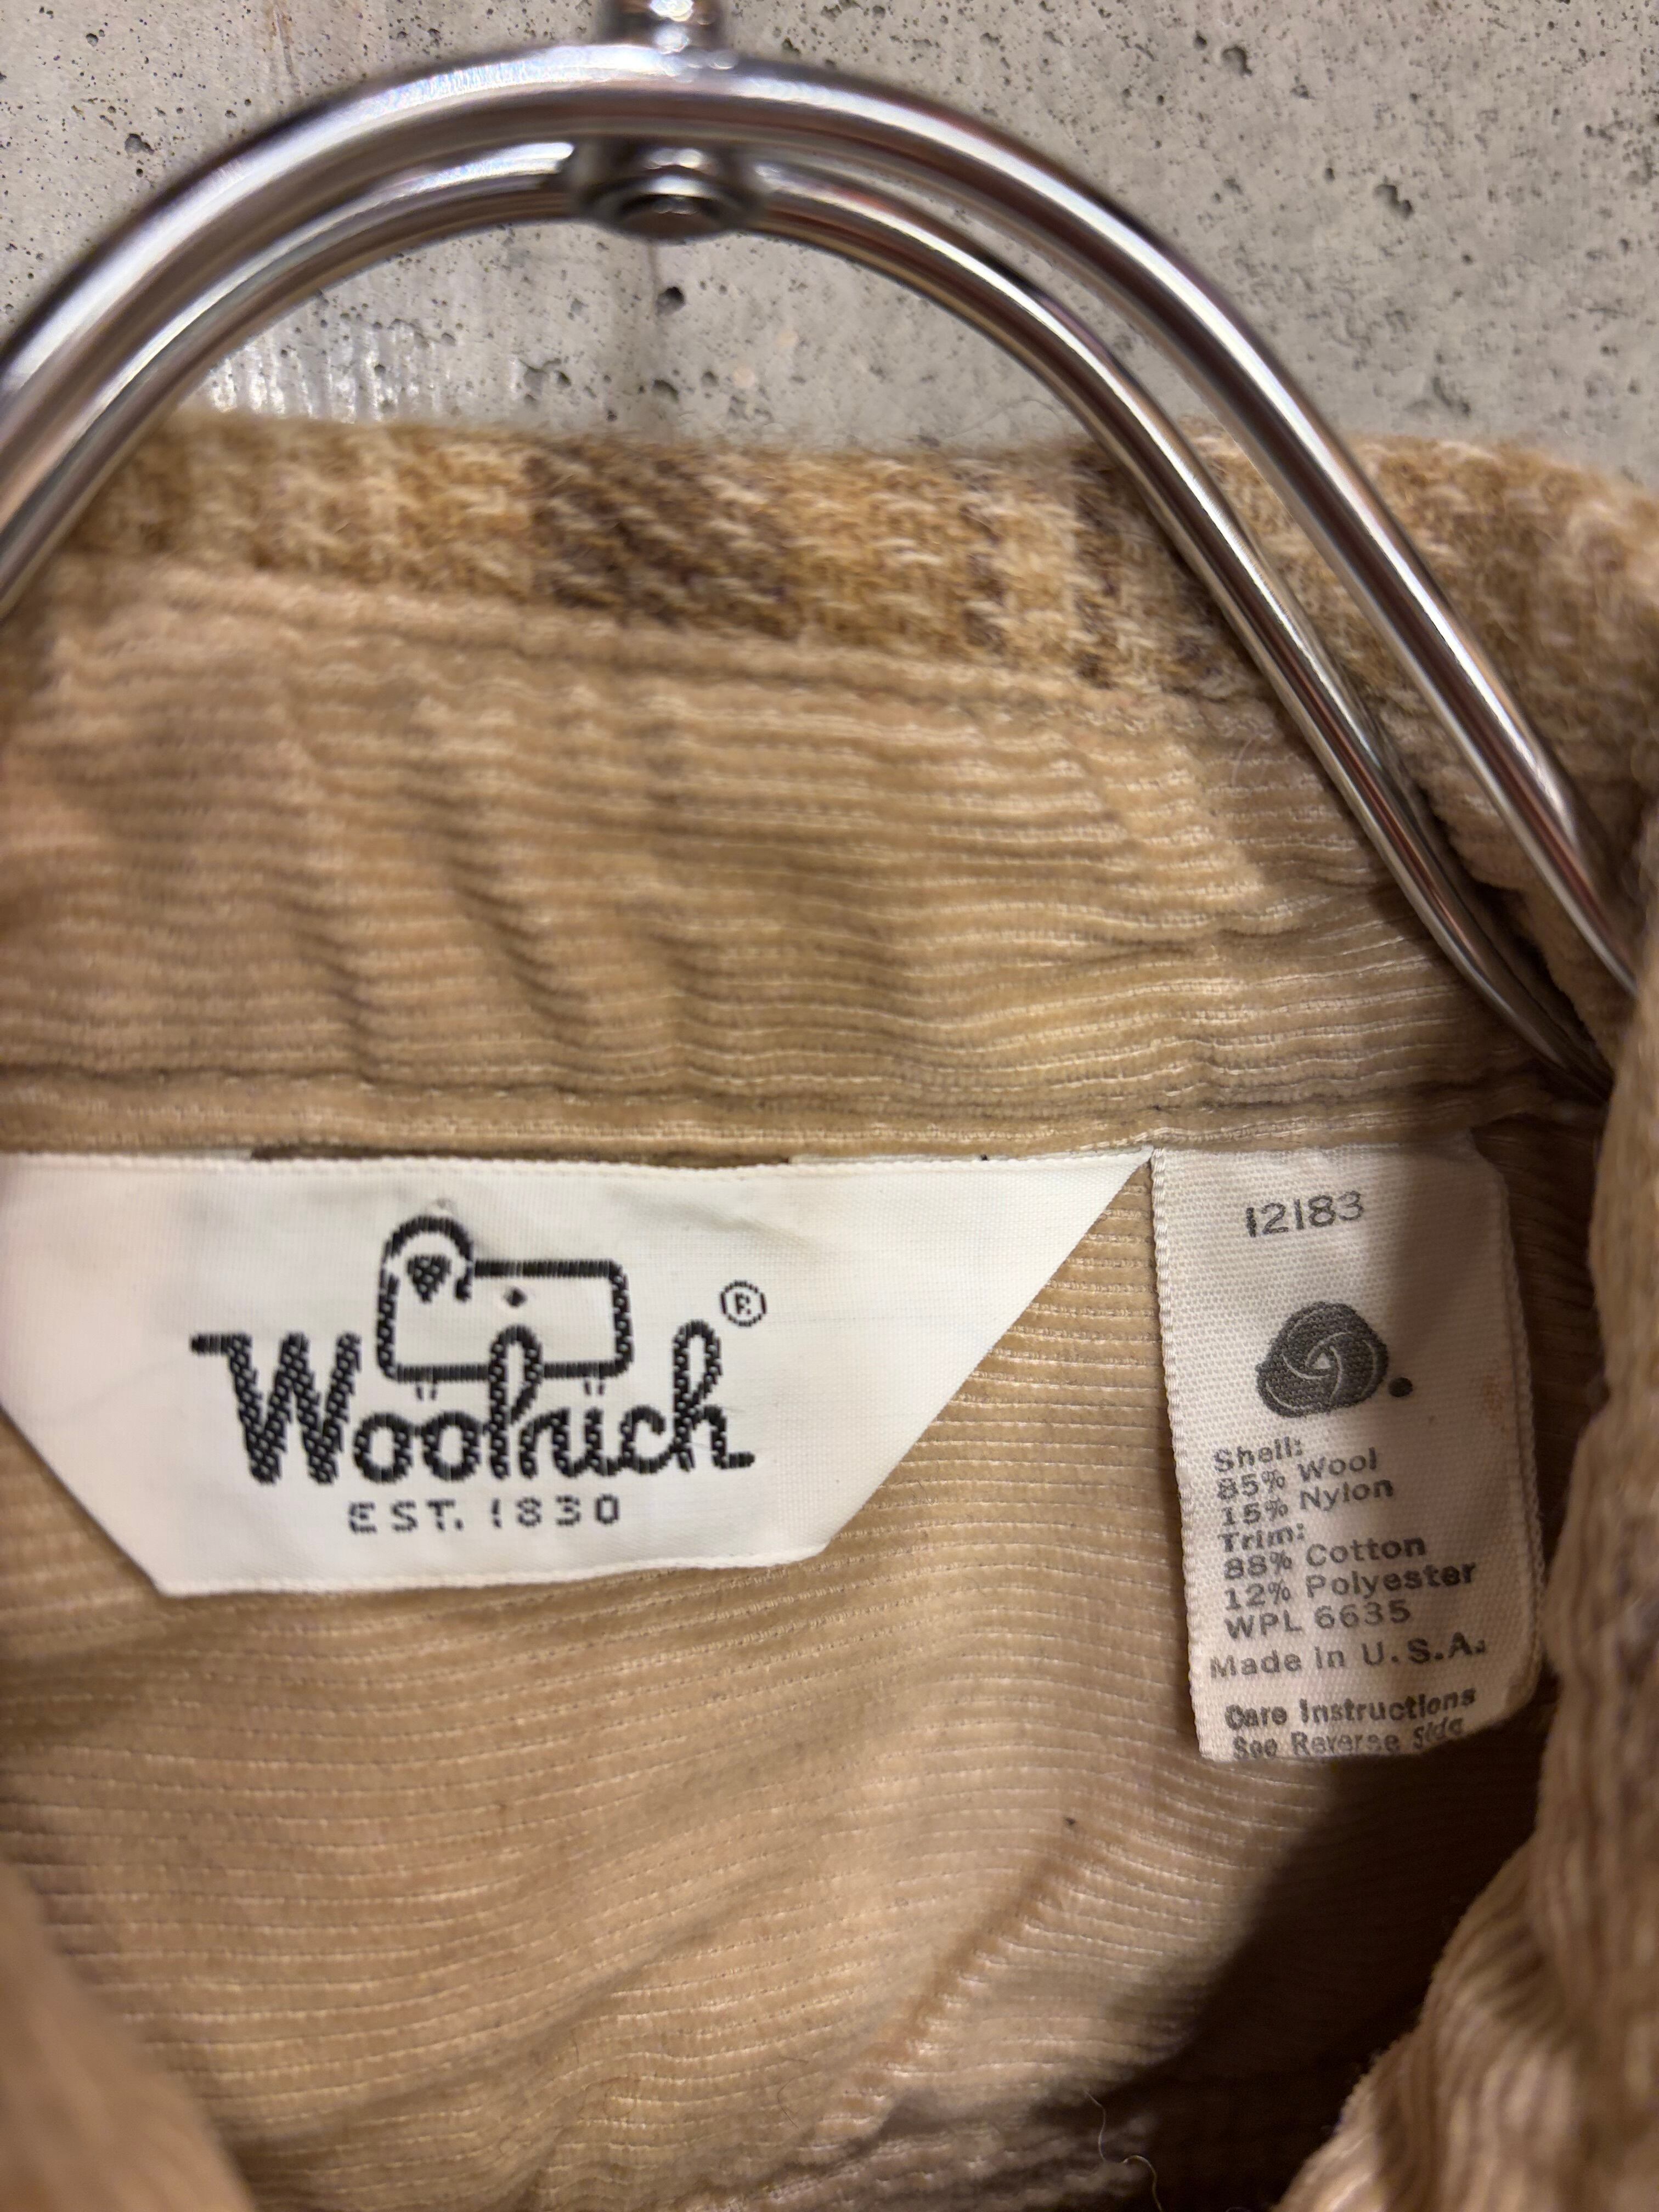 Woolrich ®
EST. 1830
12183
Shell:
85% Wool
15% Nylon
Trim:
88% Cotton
12% Polyester
WPL 6635
Made in U.S.A.
Care Instructions
See Reverse Side